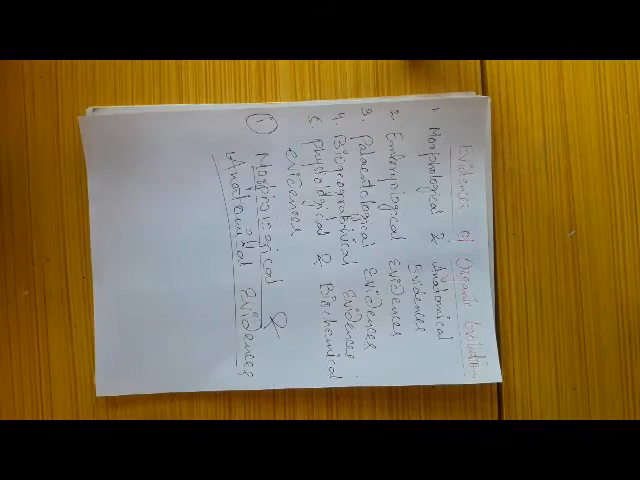 Evidences of Organic Evolution
1. Morphological & Anatomical
Evidences
2. Embryological Evidences
3. Palaentological Evidences
4. Biogeographical Evidences
5. Physiological & Biochemical
evidences
① Morphological &
Anatomical Evidences